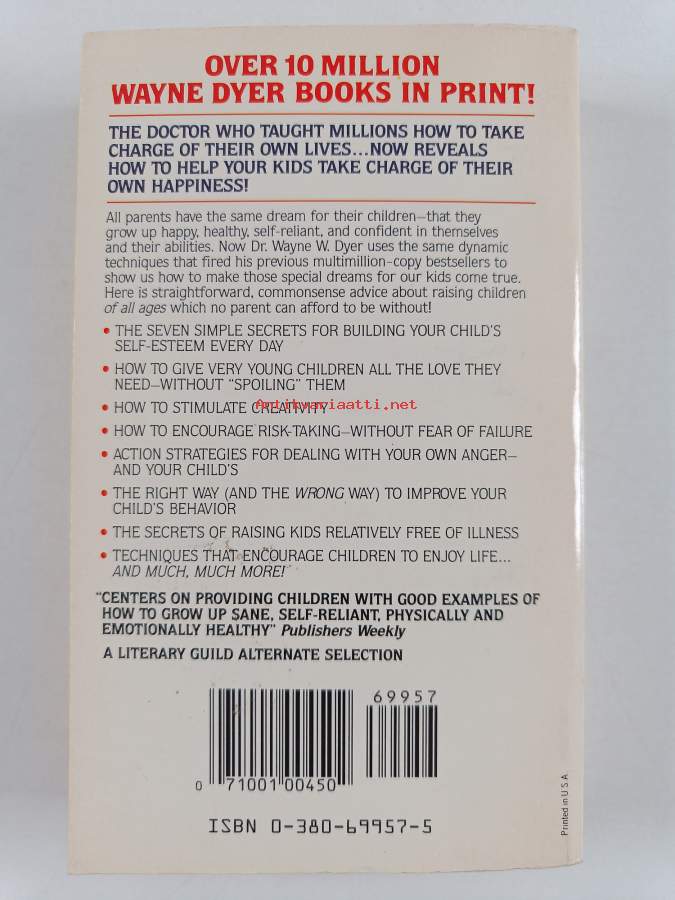 OVER 10 MILLION
WAYNE DYER BOOKS IN PRINT!
THE DOCTOR WHO TAUGHT MILLIONS HOW TO TAKE
CHARGE OF THEIR OWN LIVES...NOW REVEALS
HOW TO HELP YOUR KIDS TAKE CHARGE OF THEIR
OWN HAPPINESS!
All parents have the same dream for their children—that they
grow up happy, healthy, self-reliant, and confident in themselves
and their abilities. Now Dr. Wayne W. Dyer uses the same dynamic
techniques that fired his previous multimillion-copy bestsellers to
show us how to make those special dreams for our kids come true.
Here is straightforward, commonsense advice about raising children
of all ages which no parent can afford to be without!
• THE SEVEN SIMPLE SECRETS FOR BUILDING YOUR CHILD'S
SELF-ESTEEM EVERY DAY
• HOW TO GIVE VERY YOUNG CHILDREN ALL THE LOVE THEY
NEED—WITHOUT "SPOILING" THEM
• HOW TO STIMULATE CREATIVITY
Antikvariaatti.net
• HOW TO ENCOURAGE RISK-TAKING—WITHOUT FEAR OF FAILURE
• ACTION STRATEGIES FOR DEALING WITH YOUR OWN ANGER—
AND YOUR CHILD'S
• THE RIGHT WAY (AND THE WRONG WAY) TO IMPROVE YOUR
CHILD'S BEHAVIOR
• THE SECRETS OF RAISING KIDS RELATIVELY FREE OF ILLNESS
• TECHNIQUES THAT ENCOURAGE CHILDREN TO ENJOY LIFE...
AND MUCH, MUCH MORE!
"CENTERS ON PROVIDING CHILDREN WITH GOOD EXAMPLES OF
HOW TO GROW UP SANE, SELF-RELIANT, PHYSICALLY AND
EMOTIONALLY HEALTHY" Publishers Weekly
A LITERARY GUILD ALTERNATE SELECTION
69957
0 71001 00450
ISBN 0-380-69957-5
Printed in U.S.A.